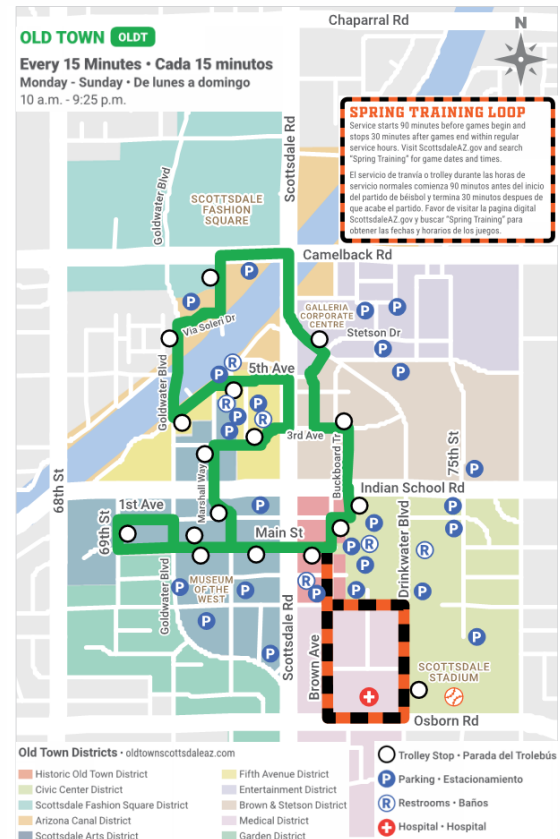 OLD TOWN OLDT
Every 15 Minutes • Cada 15 minutos
Monday - Sunday • De lunes a domingo
10 a.m. - 9:25 p.m.
Chaparral Rd
N
SPRING TRAINING LOOP
Service starts 90 minutes before games begin and
stops 30 minutes after games end within regular
service hours. Visit ScottsdaleAZ.gov and search
"Spring Training" for game dates and times.
El servicio de tranvía o trolley durante las horas de
servicio normales comienza 90 minutos antes del inicio
del partido de béisbol y termina 30 minutos despues de
que acabe el partido. Favor de visitar la pagina digital
ScottsdaleAZ.gov y buscar "Spring Training" para
obtener las fechas y horarios de los juegos.
Scottsdale Rd
Goldwater Blvd
SCOTTSDALE
FASHION
SQUARE
Camelback Rd
P
P
Via Soleri Dr
GALLERIA
CORPORATE
CENTRE
P
P
Stetson Dr
P
P
Goldwater Blvd
R
P
5th Ave
R
P
P
R
P
3rd Ave
Buckboard Tr
75th St
P
68th St
Marshall Way
Indian School Rd
1st Ave
69th St
P
Main St
P
P
P
P
R
P
Drinkwater Blvd
R
Goldwater Blvd
P
MUSEUM
OF THE
WEST
P
R
P
P
P
P
P
P
Scottsdale Rd
Brown Ave
SCOTTSDALE
STADIUM
Osborn Rd
Old Town Districts • oldtownscottsdaleaz.com
Historic Old Town District
Civic Center District
Scottsdale Fashion Square District
Arizona Canal District
Scottsdale Arts District
Fifth Avenue District
Entertainment District
Brown & Stetson District
Medical District
Garden District
Trolley Stop • Parada del Trolebús
P Parking • Estacionamiento
R Restrooms • Baños
Hospital • Hospital